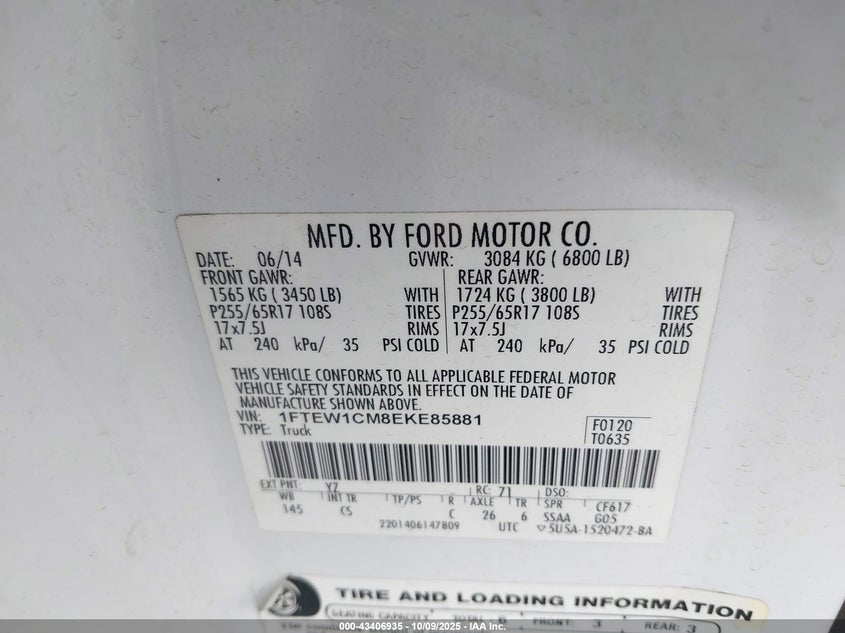 MFD. BY FORD MOTOR CO.
DATE: 06/14 GVWR: 3084 KG ( 6800 LB)
FRONT GAWR: REAR GAWR:
1565 KG ( 3450 LB) WITH 1724 KG ( 3800 LB) WITH
P255/65R17 108S TIRES P255/65R17 108S TIRES
17x7.5J RIMS 17x7.5J RIMS
AT 240 kPa/ 35 PSI COLD AT 240 kPa/ 35 PSI COLD
THIS VEHICLE CONFORMS TO ALL APPLICABLE FEDERAL MOTOR
VEHICLE SAFETY STANDARDS IN EFFECT ON THE DATE OF
MANUFACTURE SHOWN ABOVE.
VIN: 1FTEW1CM8EKE85881 F0120
TYPE: Truck T0635
EXT PNT: YZ RC: 71 DSO:
WB INT TR TP/PS R AXLE TR SPR CF617
145 CS C 26 6 SSAA G05
2201406147809 UTC ▽5U5A-1520472-BA
TIRE AND LOADING INFORMATION
SEATING CAPACITY TOTAL 6 FRONT: 3 REAR: 3
000-43406935 - 10/09/2025 - IAA Inc.